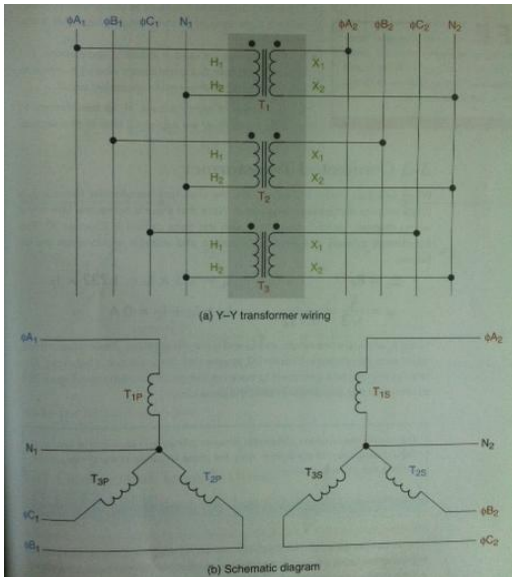 ϕA₁ ϕB₁ ϕC₁ N₁ ϕA₂ ϕB₂ ϕC₂ N₂
H₁ X₁
H₂ X₂
T₁
H₁ X₁
H₂ X₂
T₂
H₁ X₁
H₂ X₂
T₃
(a) Y–Y transformer wiring
ϕA₁ ϕA₂
T₁P T₁S
N₁ N₂
T₃P T₂P T₃S T₂S
ϕC₁ ϕB₂
ϕB₁ ϕC₂
(b) Schematic diagram